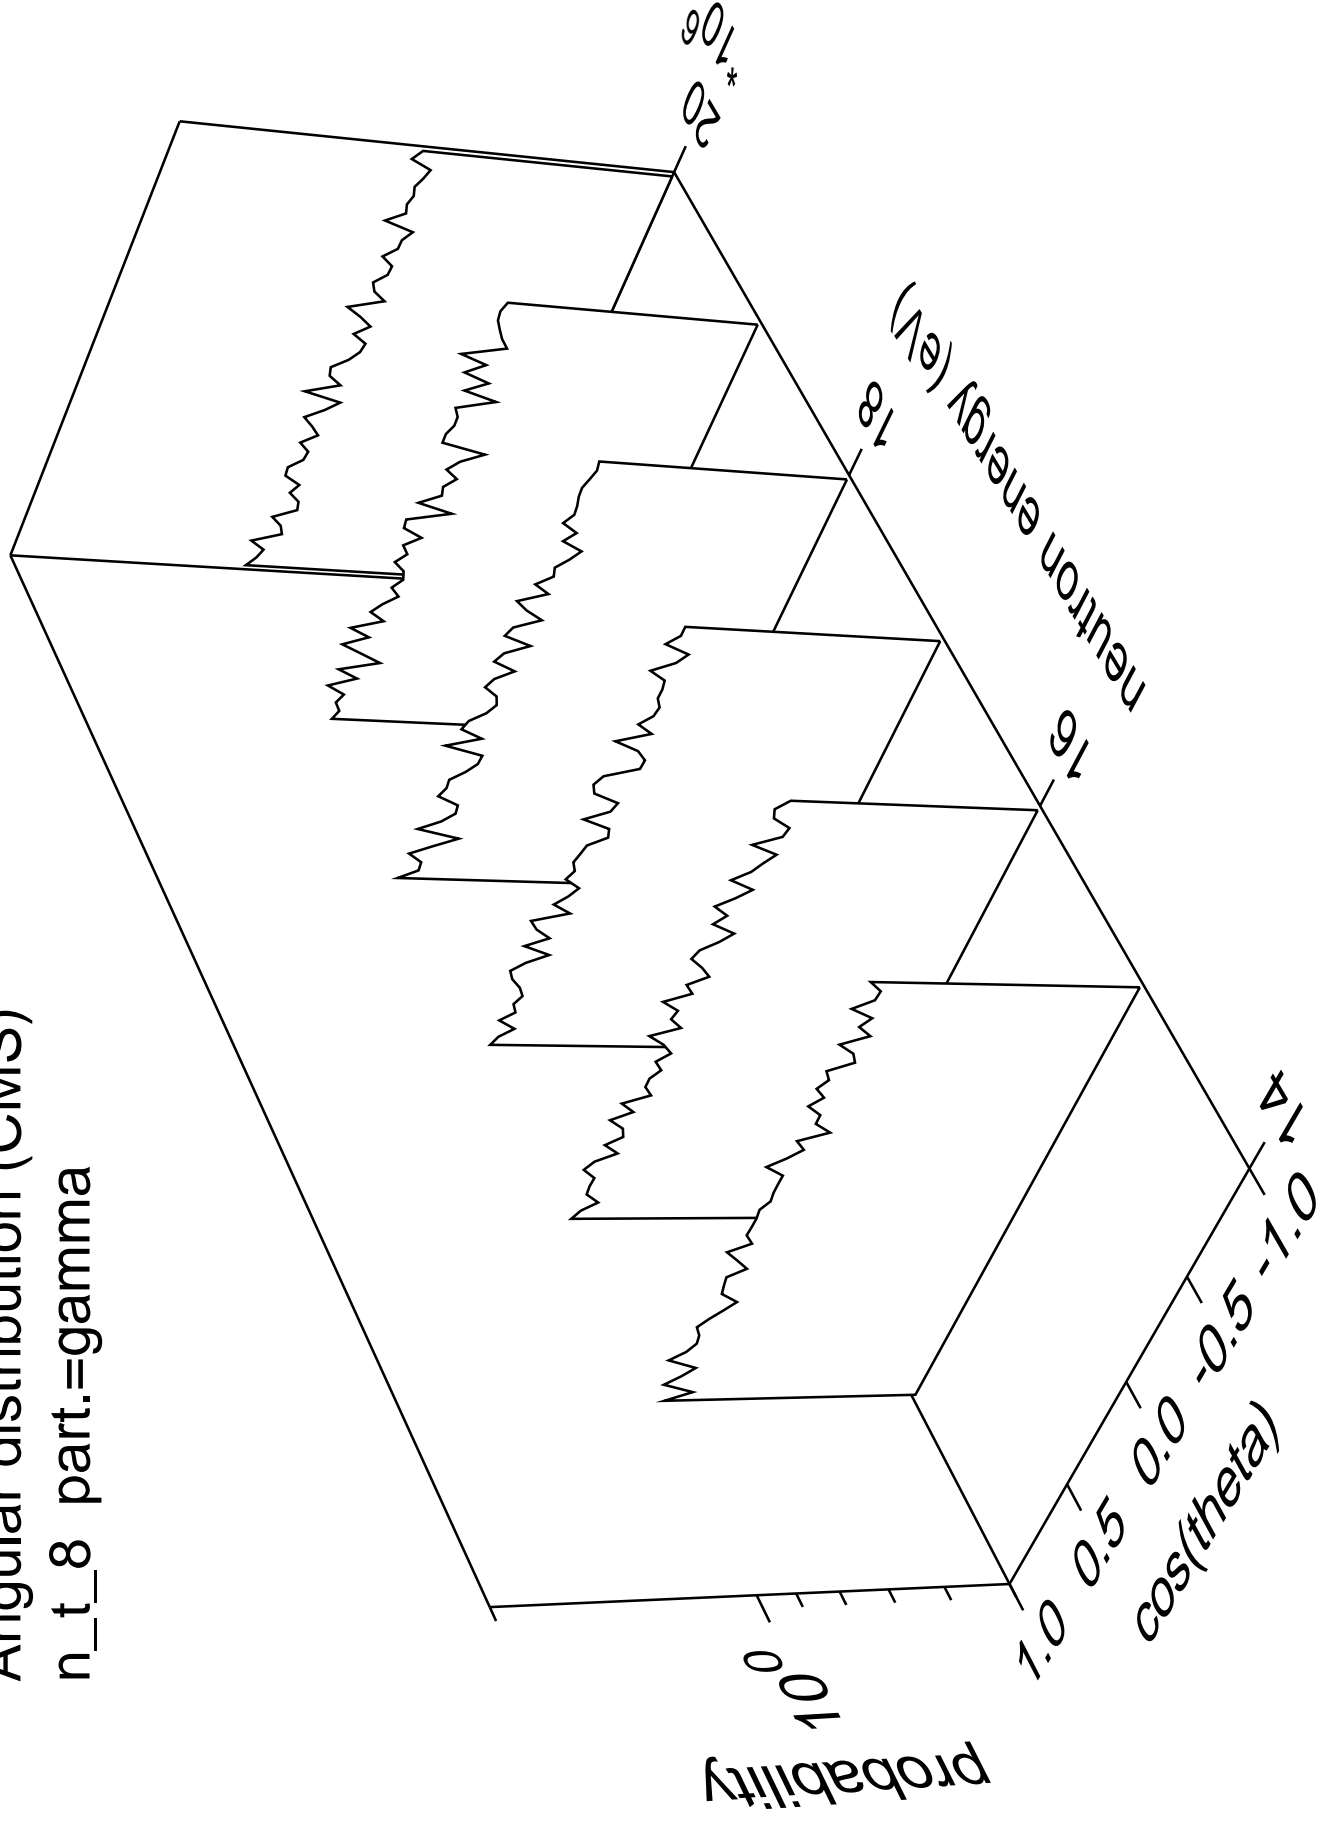 Angular distribution (CMS)
n_t_8 part.=gamma
probability
10^0
1.0 0.5 0.0 -0.5 -1.0
cos(theta)
14 16 18 20
* 10^6
neutron energy (eV)